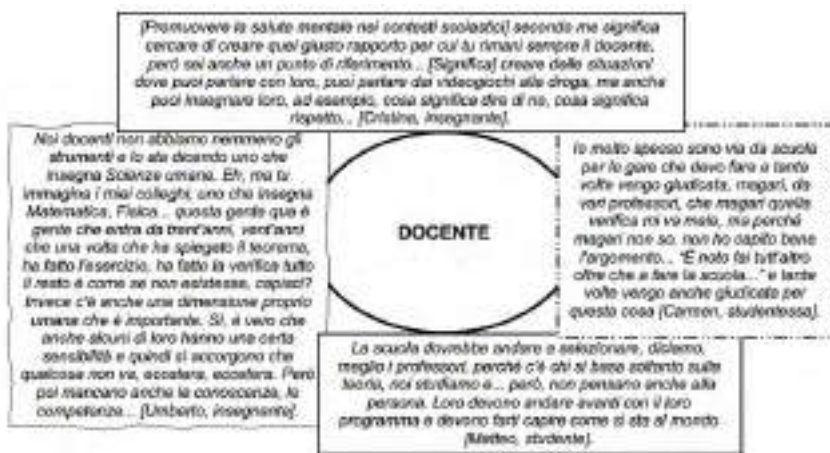 [Promuovere la salute mentale nei contesti scolastici] secondo me significa
cercare di creare quel giusto rapporto per cui tu rimani sempre il docente,
però sei anche un punto di riferimento... [Significa] creare delle situazioni
dove puoi parlare con loro, puoi parlare dai videogiochi alla droga, ma anche
puoi insegnare loro, ad esempio, cosa significa dire di no, cosa significa
rispetto... [Cristina, insegnante].
Noi docenti non abbiamo nemmeno gli
strumenti e lo sta dicendo uno che
insegna Scienze umane. Eh, ma tu
immagina i miei colleghi, uno che insegna
Matematica, Fisica... questa gente qua è
gente che entra da trent'anni, vent'anni
che una volta che ha spiegato il teorema,
ha fatto l'esercizio, ha fatto la verifica tutto
il resto è come se non esistesse, capisci?
Invece c'è anche una dimensione proprio
umana che è importante. Sì, è vero che
anche alcuni di loro hanno una certa
sensibilità e quindi si accorgono che
qualcosa non va, eccetera, eccetera. Però
poi mancano anche le conoscenze, le
competenze... [Umberto, insegnante].
DOCENTE
Io molto spesso sono via da scuola
per le gare che devo fare e tante
volte vengo giudicata, magari, da
vari professori, che magari quella
verifica mi va male, ma perché
magari non so, non ho capito bene
l'argomento... "E noto fai tutt'altro
oltre che a fare la scuola..." e tante
volte vengo anche giudicata per
questa cosa [Carmen, studentessa].
La scuola dovrebbe andare a selezionare, diciamo,
meglio i professori, perché c'è chi si basa soltanto sulla
teoria, noi studiamo e... però, non pensano anche alla
persona. Loro devono andare avanti con il loro
programma e devono farti capire come si sta al mondo
[Matteo, studente].